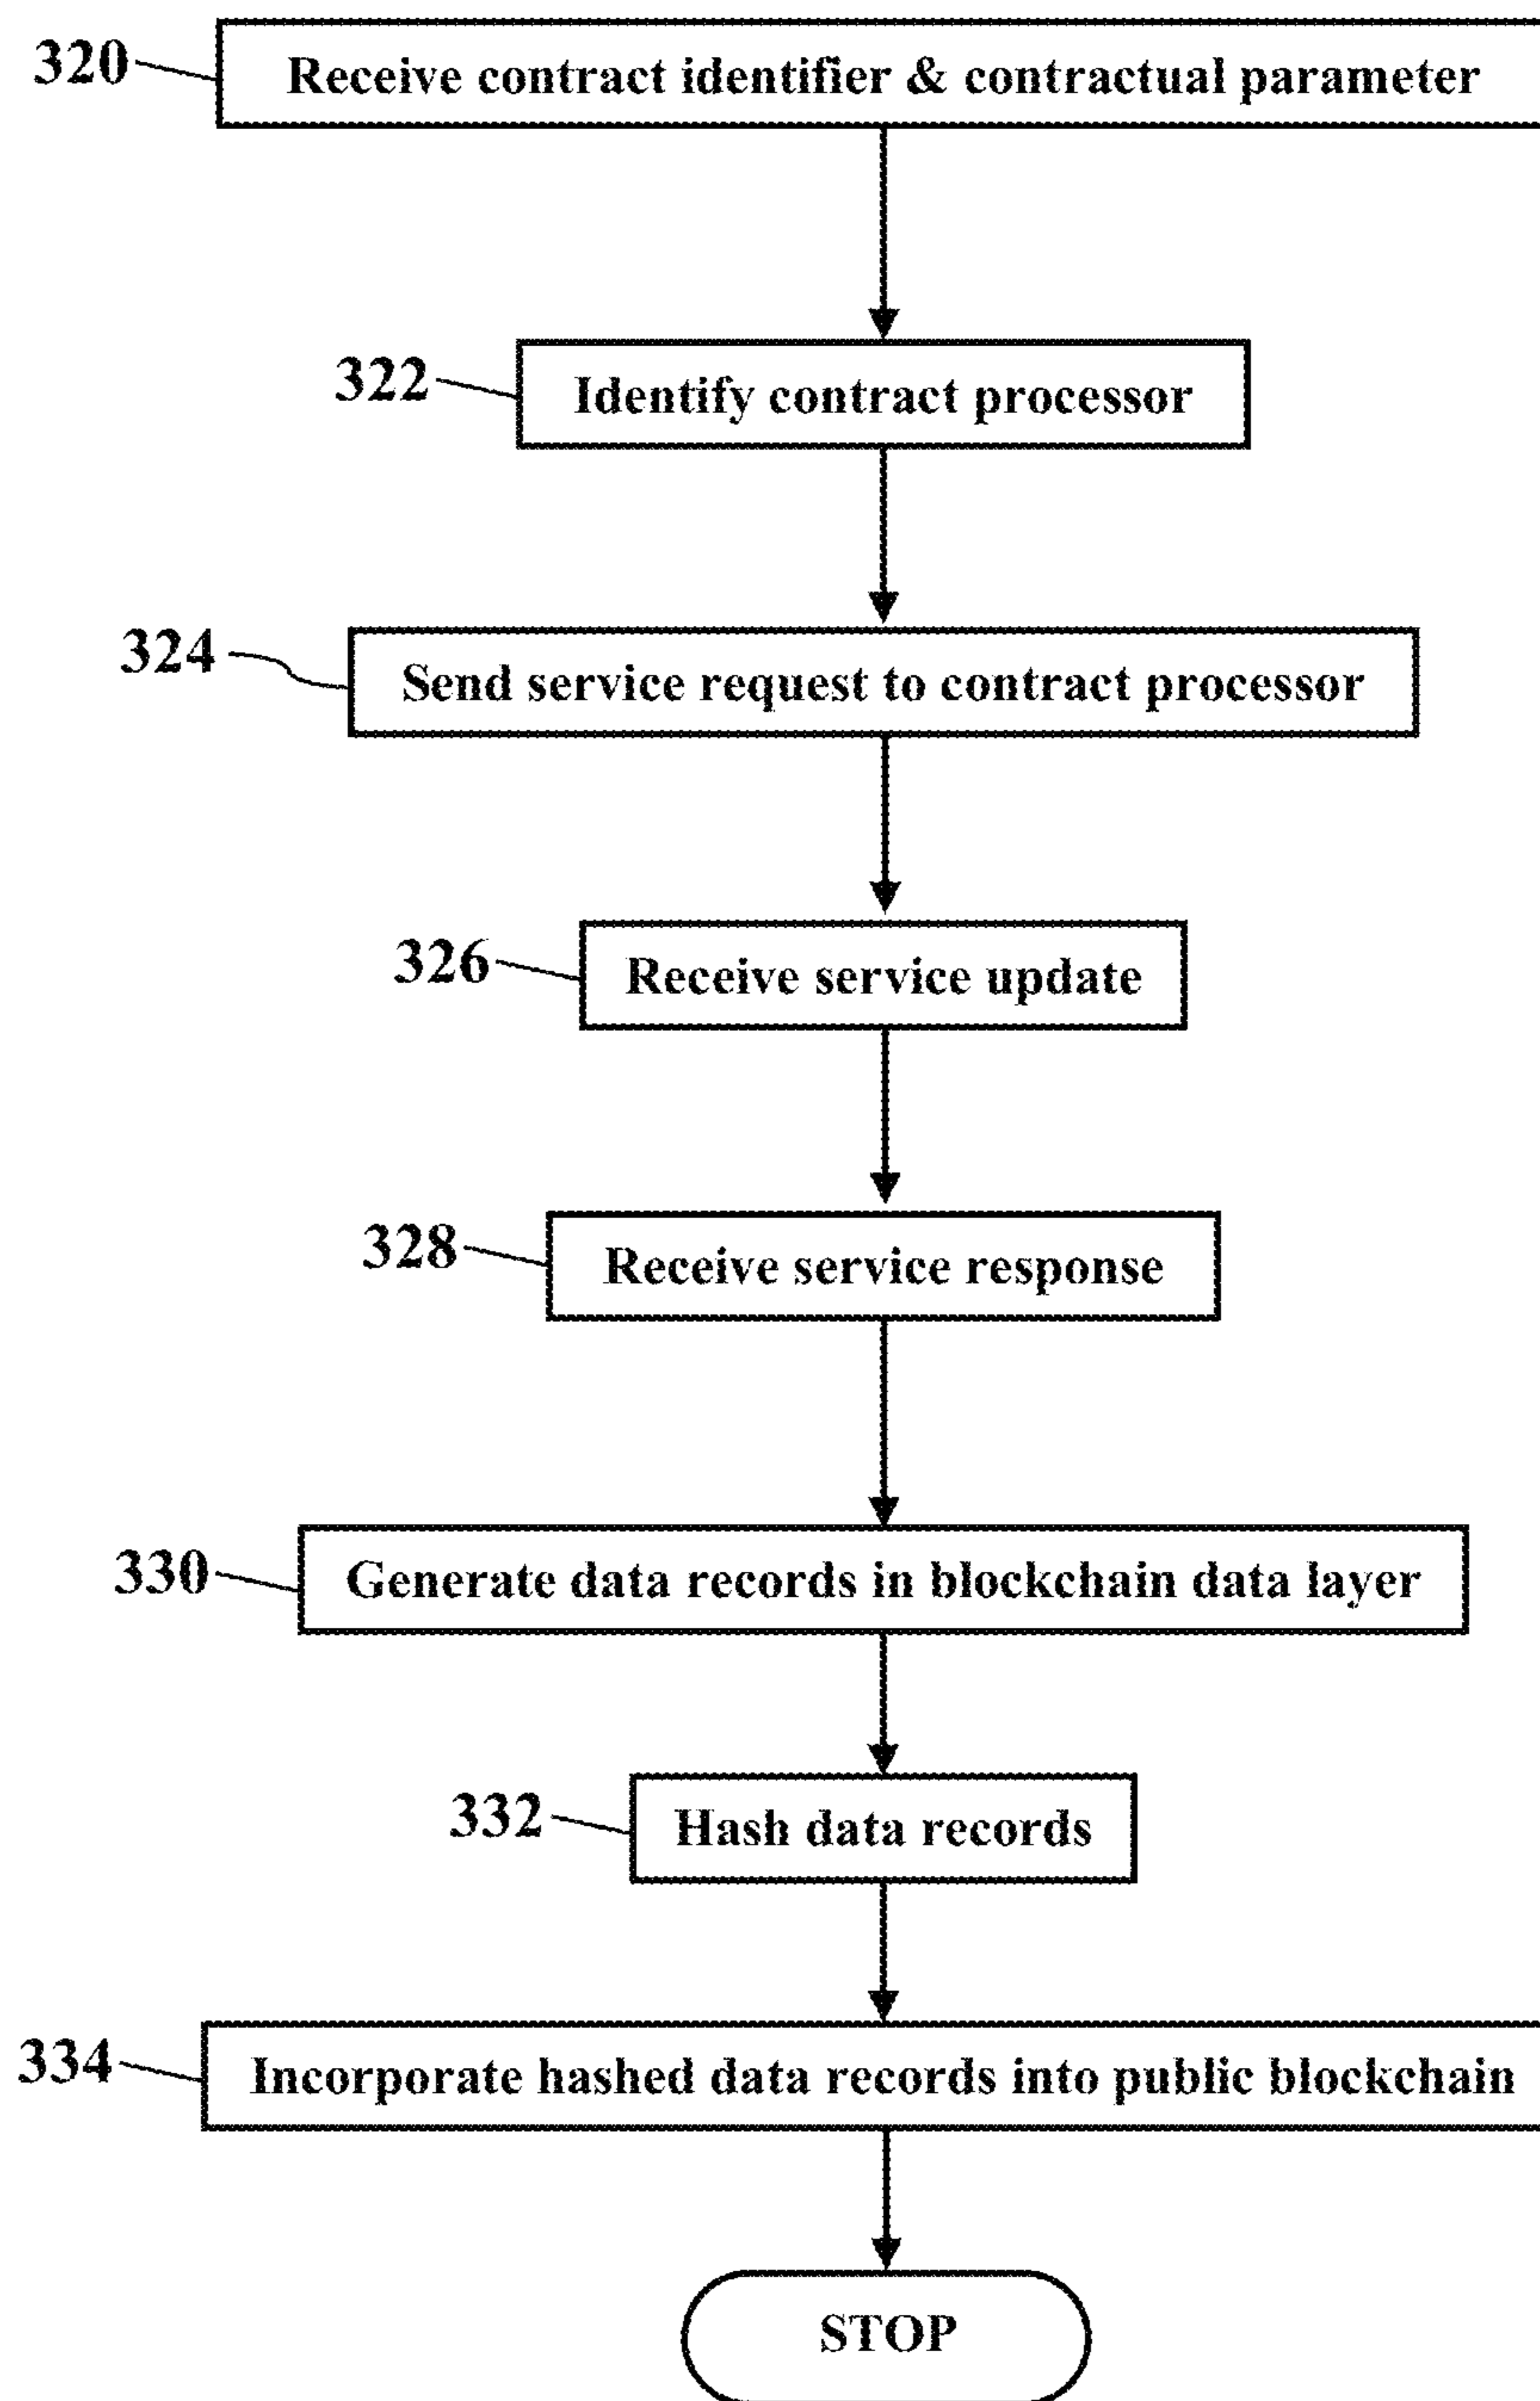 320 Receive contract identifier & contractual parameter
322 Identify contract processor
324 Send service request to contract processor
326 Receive service update
328 Receive service response
330 Generate data records in blockchain data layer
332 Hash data records
334 Incorporate hashed data records into public blockchain
STOP